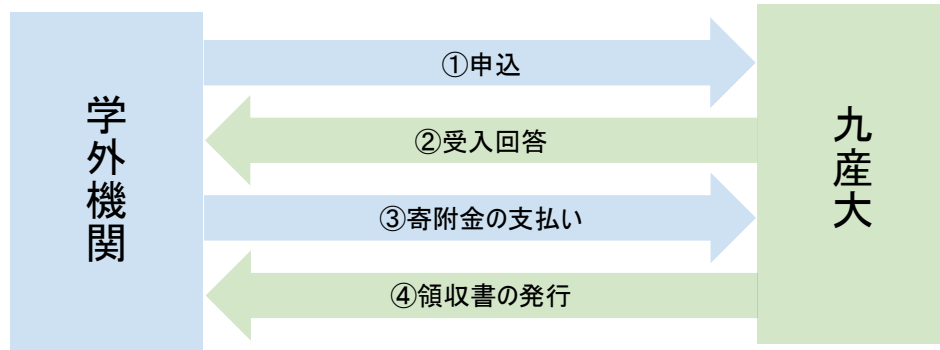 学外機関
①申込
②受入回答
③寄附金の支払い
④領収書の発行
九産大